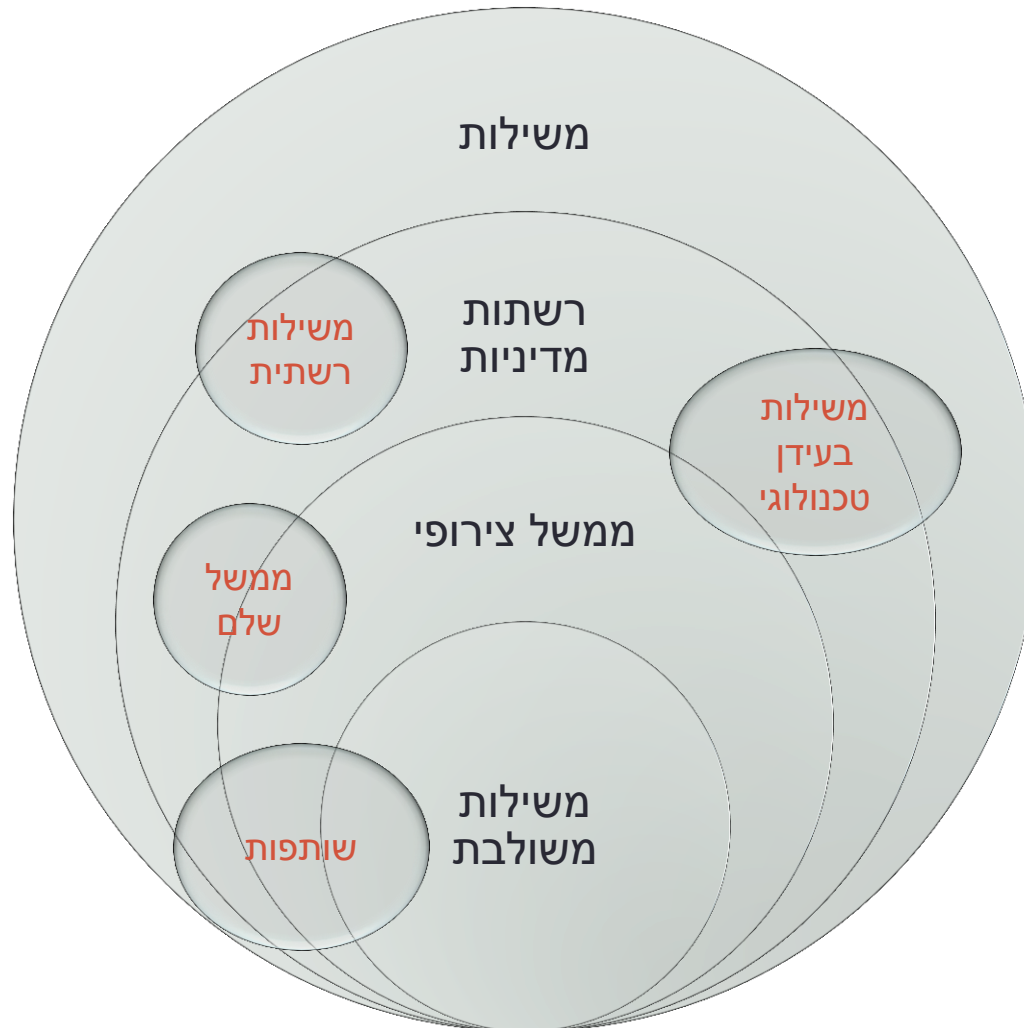 משילות
רשתות
מדיניות
משילות
רשתית
משילות
בעידן
טכנולוגי
ממשל צירופי
ממשל
שלם
משילות
משולבת
שותפות